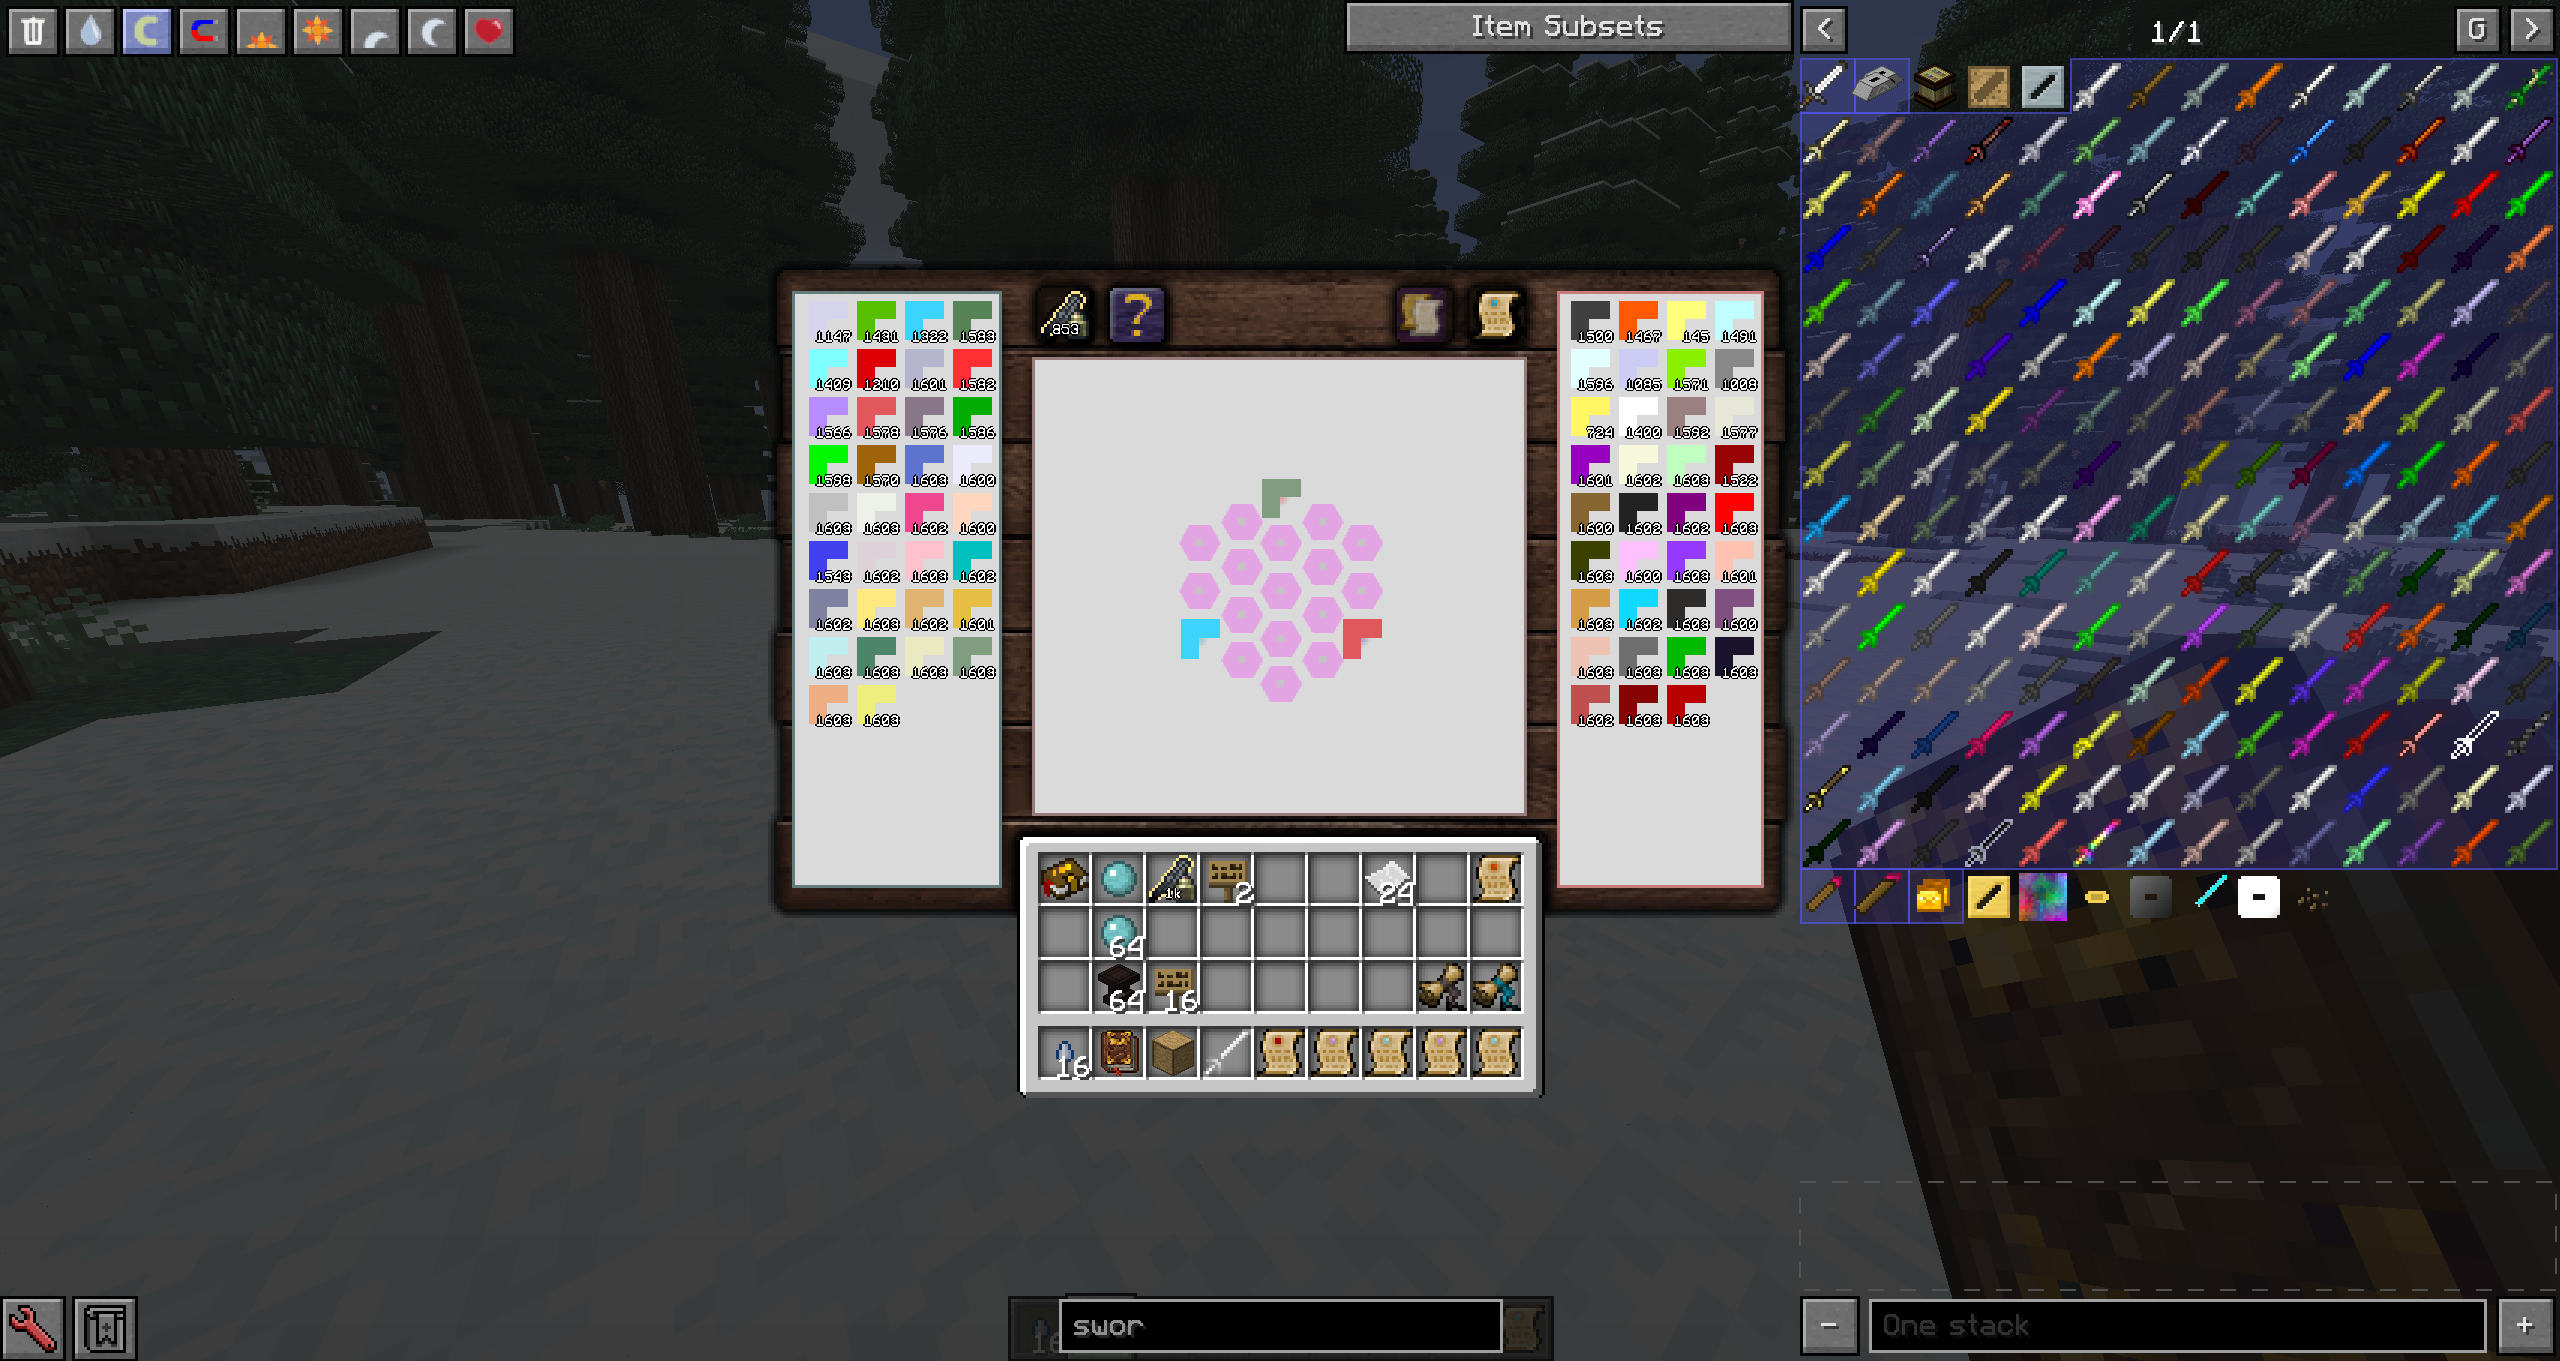 Item Subsets
1/1
G
853
1147 1431 1322 1583
1409 1210 1601 1582
1566 1578 1576 1586
1598 1570 1603 1600
1603 1603 1602 1600
1543 1602 1603 1602
1602 1603 1602 1601
1603 1603 1603 1603
1603 1603
1500 1467 145 1491
1596 1085 1571 1008
724 1400 1592 1577
1601 1602 1603 1522
1600 1602 1602 1603
1603 1600 1603 1601
1603 1602 1603 1600
1603 1603 1603 1603
1602 1603 1603
1k 2 24
64
64 16
16
swor
One stack